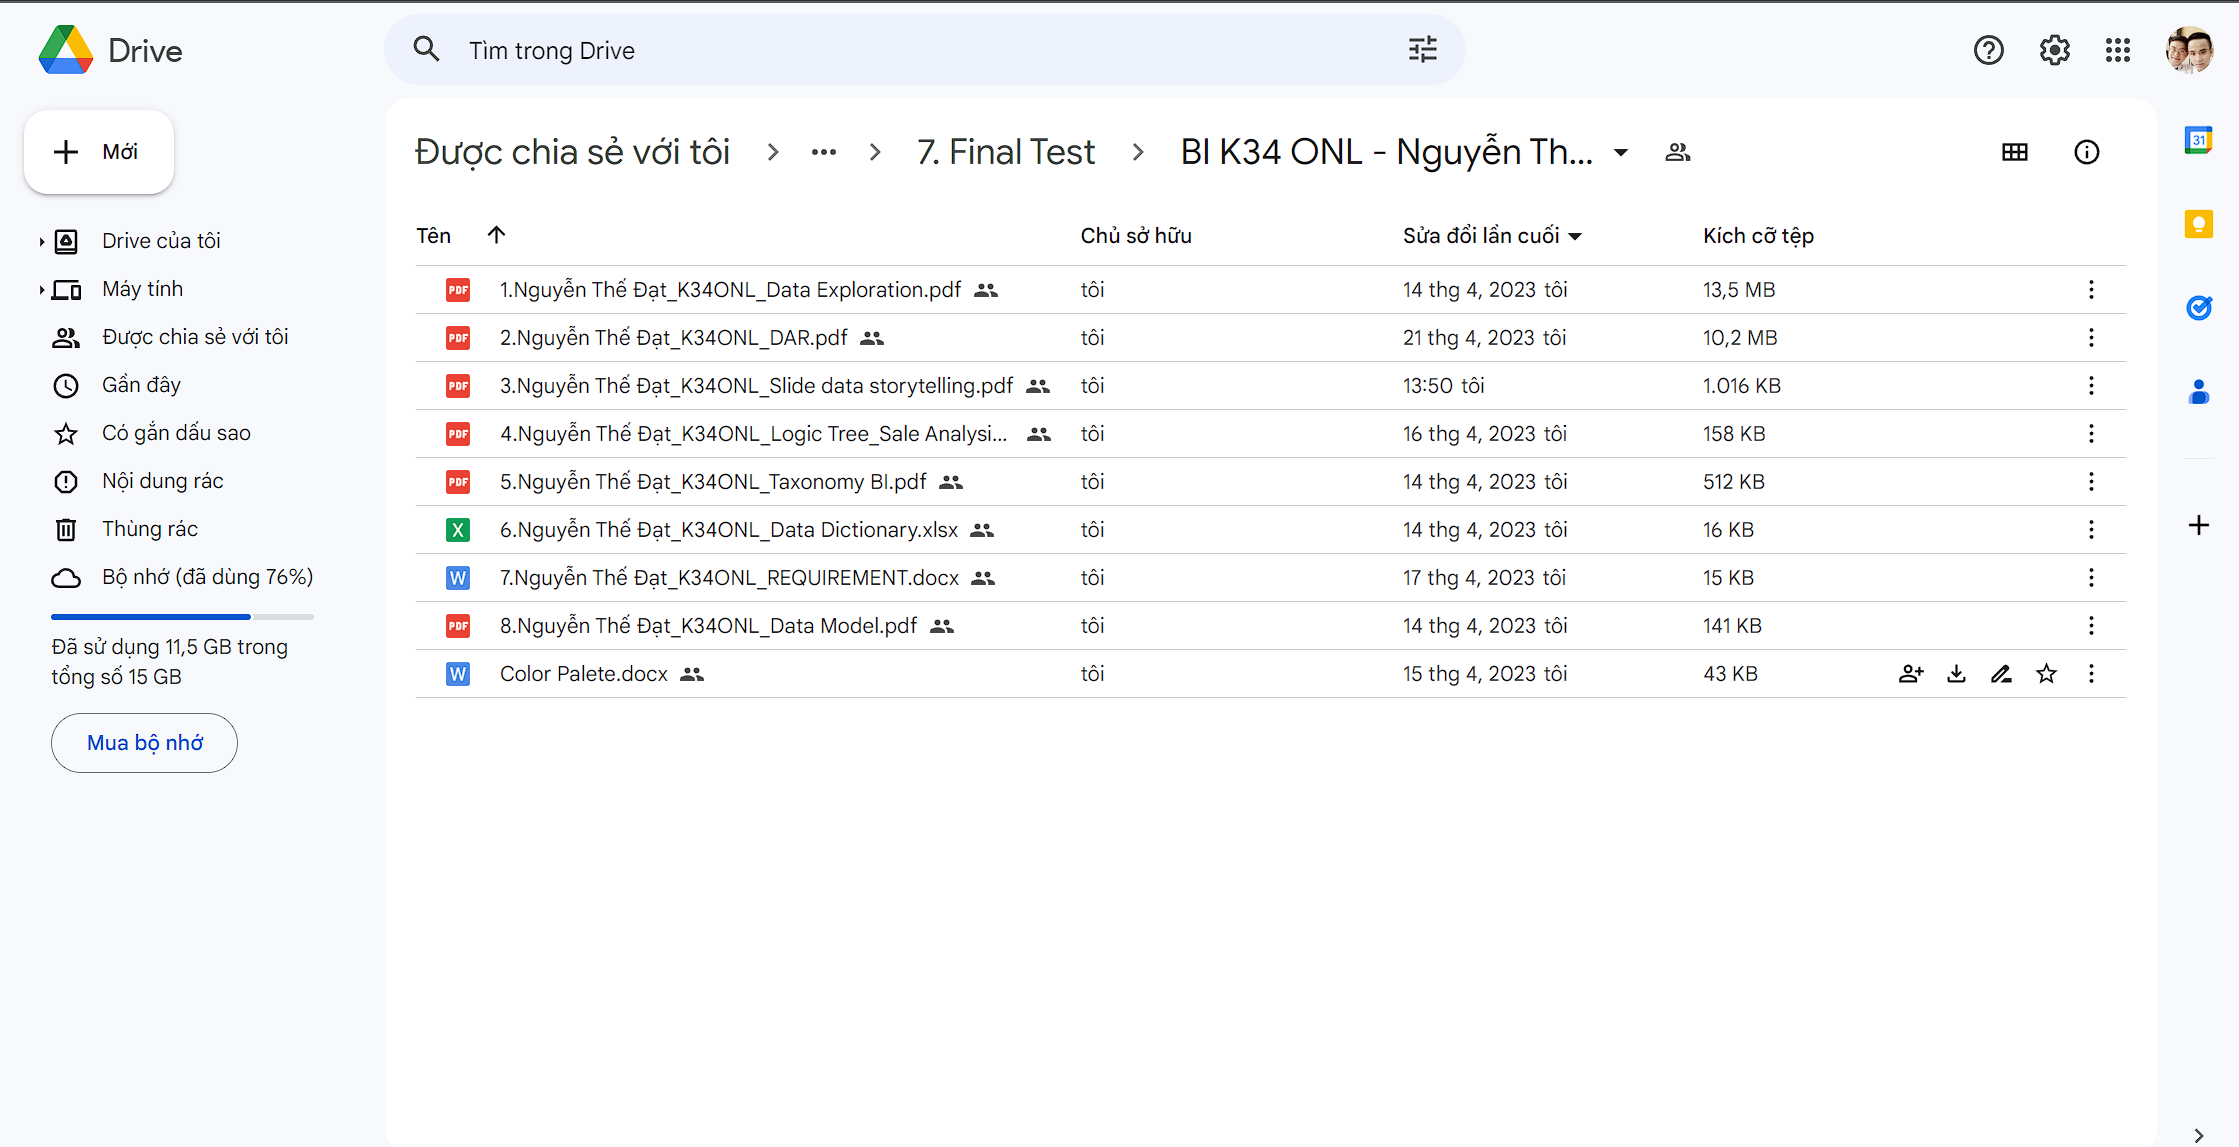 Drive
Tìm trong Drive
Mới
Drive của tôi
Máy tính
Được chia sẻ với tôi
Gần đây
Có gắn dấu sao
Nội dung rác
Thùng rác
Bộ nhớ (đã dùng 76%)
Đã sử dụng 11,5 GB trong
tổng số 15 GB
Mua bộ nhớ
Được chia sẻ với tôi > ... > 7. Final Test > BI K34 ONL - Nguyễn Th...
Tên Chủ sở hữu Sửa đổi lần cuối Kích cỡ tệp
PDF 1.Nguyễn Thế Đạt_K34ONL_Data Exploration.pdf tôi 14 thg 4, 2023 tôi 13,5 MB
PDF 2.Nguyễn Thế Đạt_K34ONL_DAR.pdf tôi 21 thg 4, 2023 tôi 10,2 MB
PDF 3.Nguyễn Thế Đạt_K34ONL_Slide data storytelling.pdf tôi 13:50 tôi 1.016 KB
PDF 4.Nguyễn Thế Đạt_K34ONL_Logic Tree_Sale Analysi... tôi 16 thg 4, 2023 tôi 158 KB
PDF 5.Nguyễn Thế Đạt_K34ONL_Taxonomy BI.pdf tôi 14 thg 4, 2023 tôi 512 KB
X 6.Nguyễn Thế Đạt_K34ONL_Data Dictionary.xlsx tôi 14 thg 4, 2023 tôi 16 KB
W 7.Nguyễn Thế Đạt_K34ONL_REQUIREMENT.docx tôi 17 thg 4, 2023 tôi 15 KB
PDF 8.Nguyễn Thế Đạt_K34ONL_Data Model.pdf tôi 14 thg 4, 2023 tôi 141 KB
W Color Palete.docx tôi 15 thg 4, 2023 tôi 43 KB
31